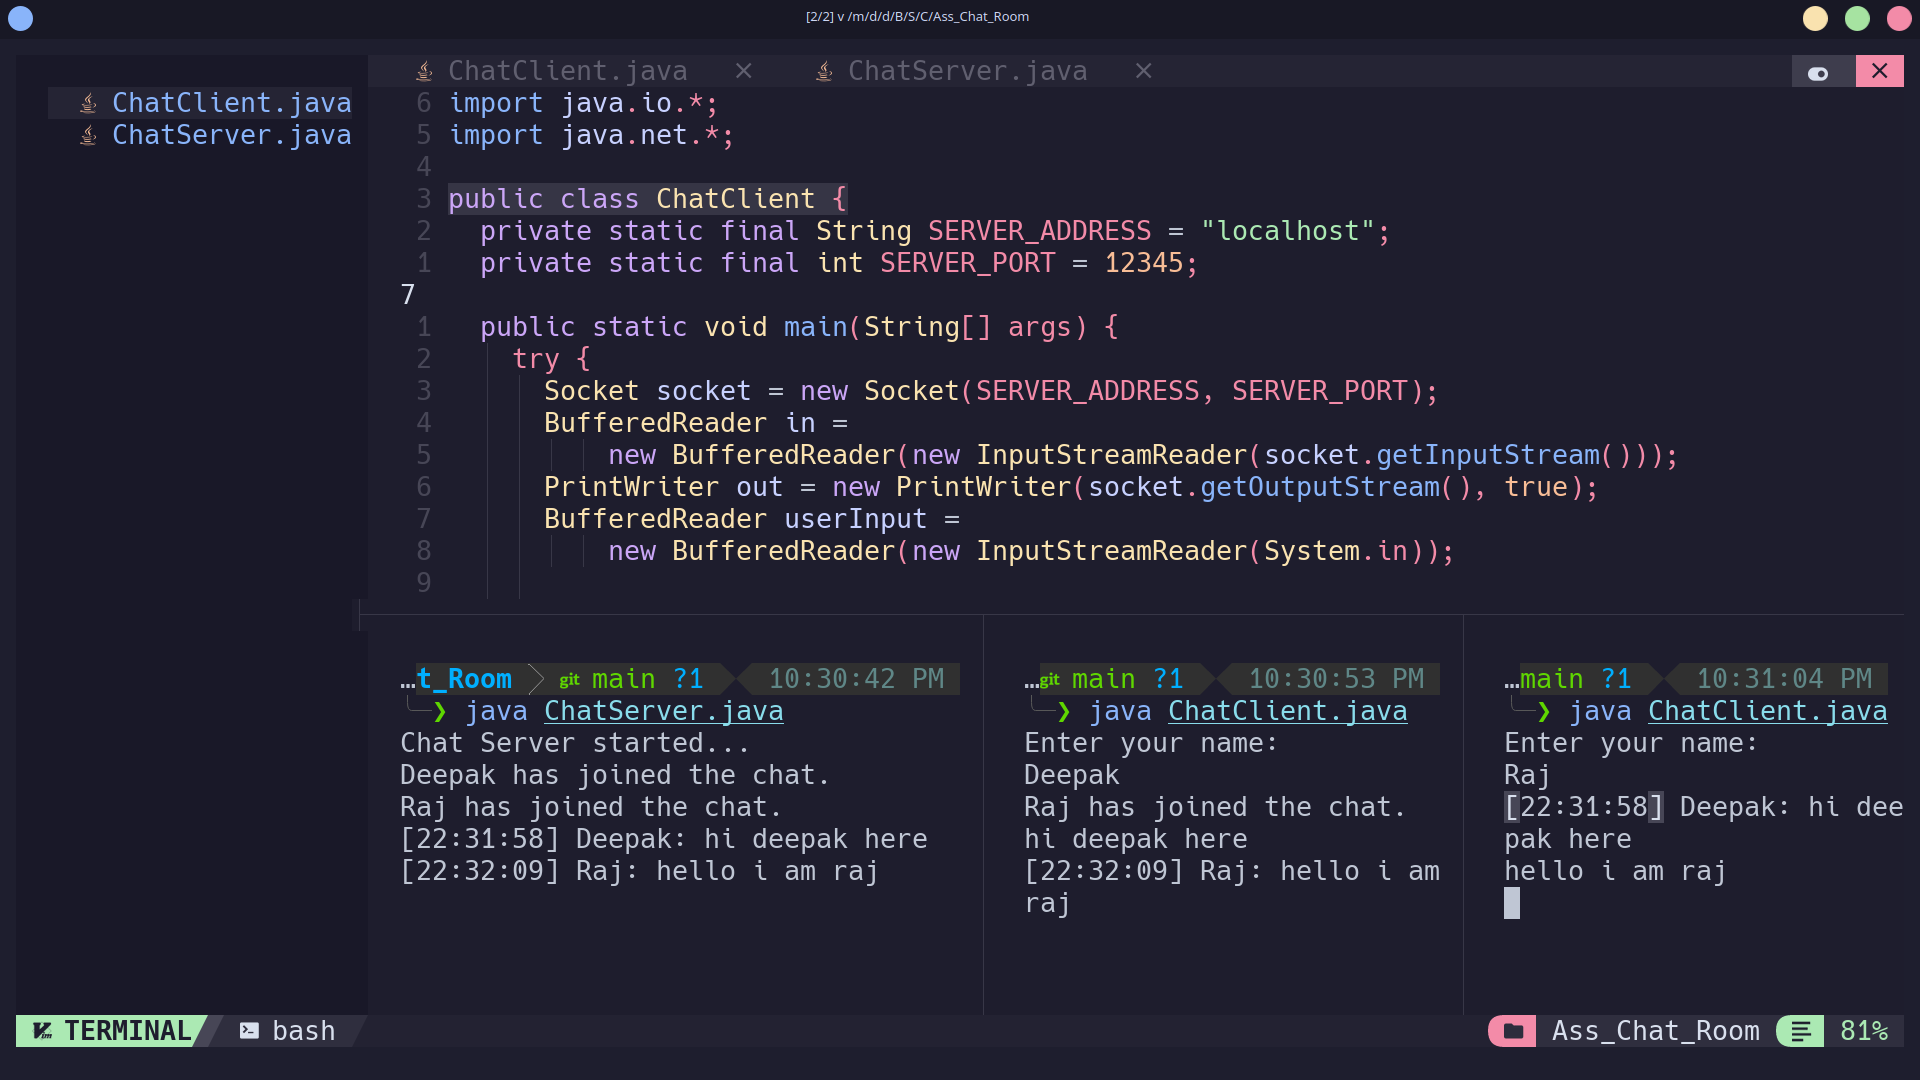 [2/2] v /m/d/d/B/S/C/Ass_Chat_Room
ChatClient.java
ChatServer.java
ChatClient.java × ChatServer.java ×
6 import java.io.*;
5 import java.net.*;
4
3 public class ChatClient {
2 private static final String SERVER_ADDRESS = "localhost";
1 private static final int SERVER_PORT = 12345;
7
1 public static void main(String[] args) {
2 try {
3 Socket socket = new Socket(SERVER_ADDRESS, SERVER_PORT);
4 BufferedReader in =
5 new BufferedReader(new InputStreamReader(socket.getInputStream()));
6 PrintWriter out = new PrintWriter(socket.getOutputStream(), true);
7 BufferedReader userInput =
8 new BufferedReader(new InputStreamReader(System.in));
9
…t_Room git main ?1 10:30:42 PM
❯ java ChatServer.java
Chat Server started...
Deepak has joined the chat.
Raj has joined the chat.
[22:31:58] Deepak: hi deepak here
[22:32:09] Raj: hello i am raj
…git main ?1 10:30:53 PM
❯ java ChatClient.java
Enter your name:
Deepak
Raj has joined the chat.
hi deepak here
[22:32:09] Raj: hello i am
raj
…main ?1 10:31:04 PM
❯ java ChatClient.java
Enter your name:
Raj
[22:31:58] Deepak: hi dee
pak here
hello i am raj
TERMINAL bash Ass_Chat_Room 81%